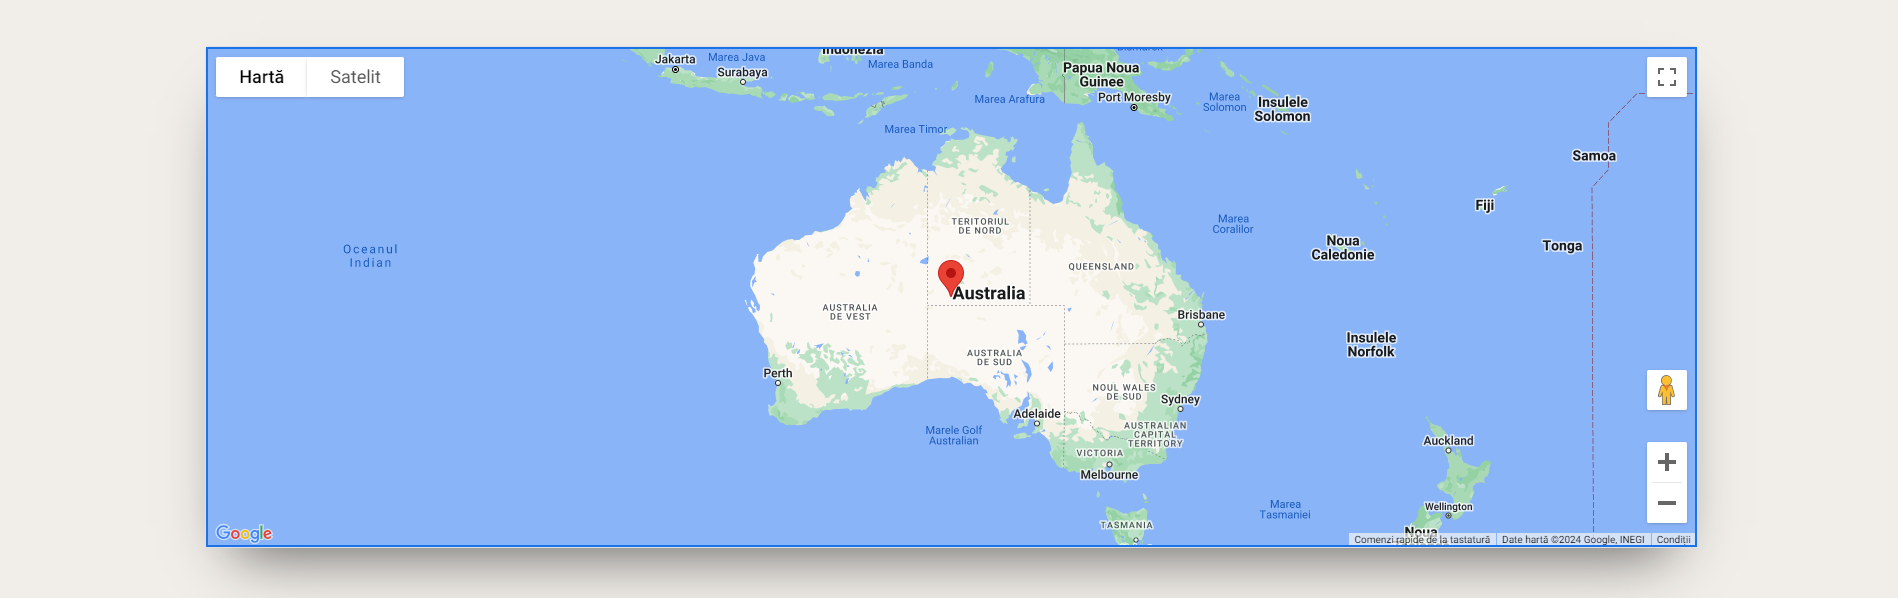 Indonezia
Bismarck
Jakarta
Marea Java
Surabaya
Marea Banda
Hartă
Satelit
Papua Noua
Guinee
Marea Arafura
Port Moresby
Marea
Solomon
Insulele
Solomon
Marea Timor
Samoa
Fiji
TERITORIUL
DE NORD
Marea
Coralilor
Oceanul
Indian
Noua
Caledonie
Tonga
QUEENSLAND
Australia
AUSTRALIA
DE VEST
Brisbane
Insulele
Norfolk
AUSTRALIA
DE SUD
Perth
NOUL WALES
DE SUD
Sydney
Adelaide
Marele Golf
Australian
AUSTRALIAN
CAPITAL
TERRITORY
VICTORIA
Melbourne
Auckland
Marea
Tasmaniei
Wellington
TASMANIA
Noua
Google
Comenzi rapide de la tastatură
Date hartă ©2024 Google, INEGI
Condiții